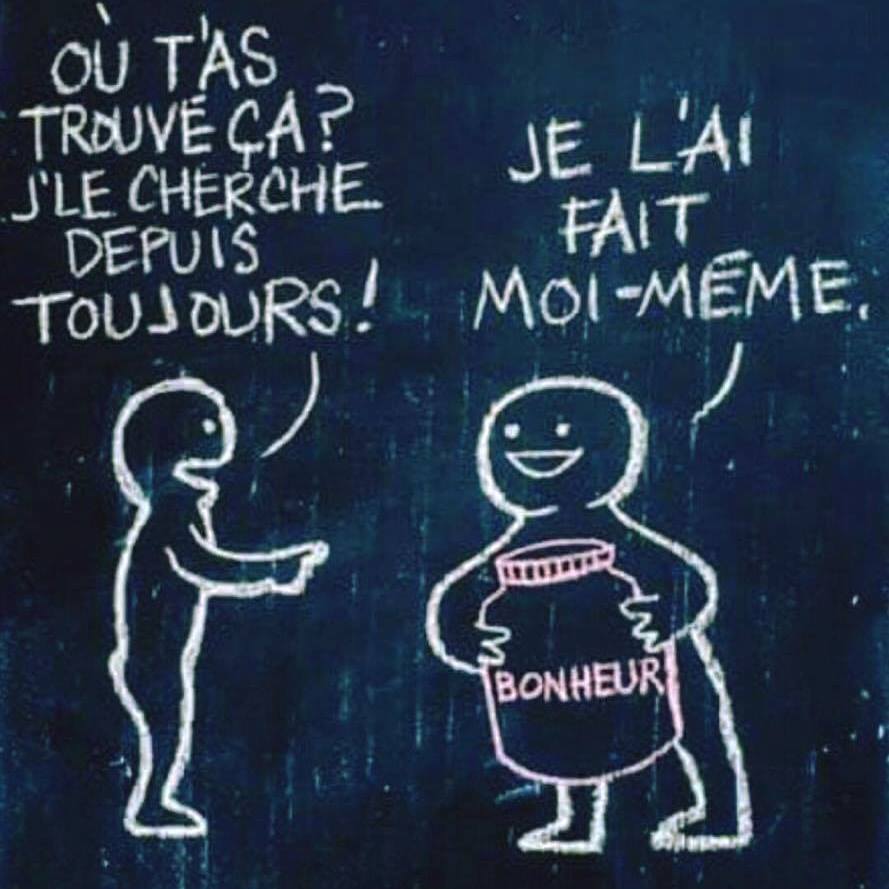 OÙ T'AS
TROUVÉ ÇA?
J'LE CHERCHE
DEPUIS
TOUJOURS!
JE L'AI
FAIT
MOI-MÊME.
BONHEUR